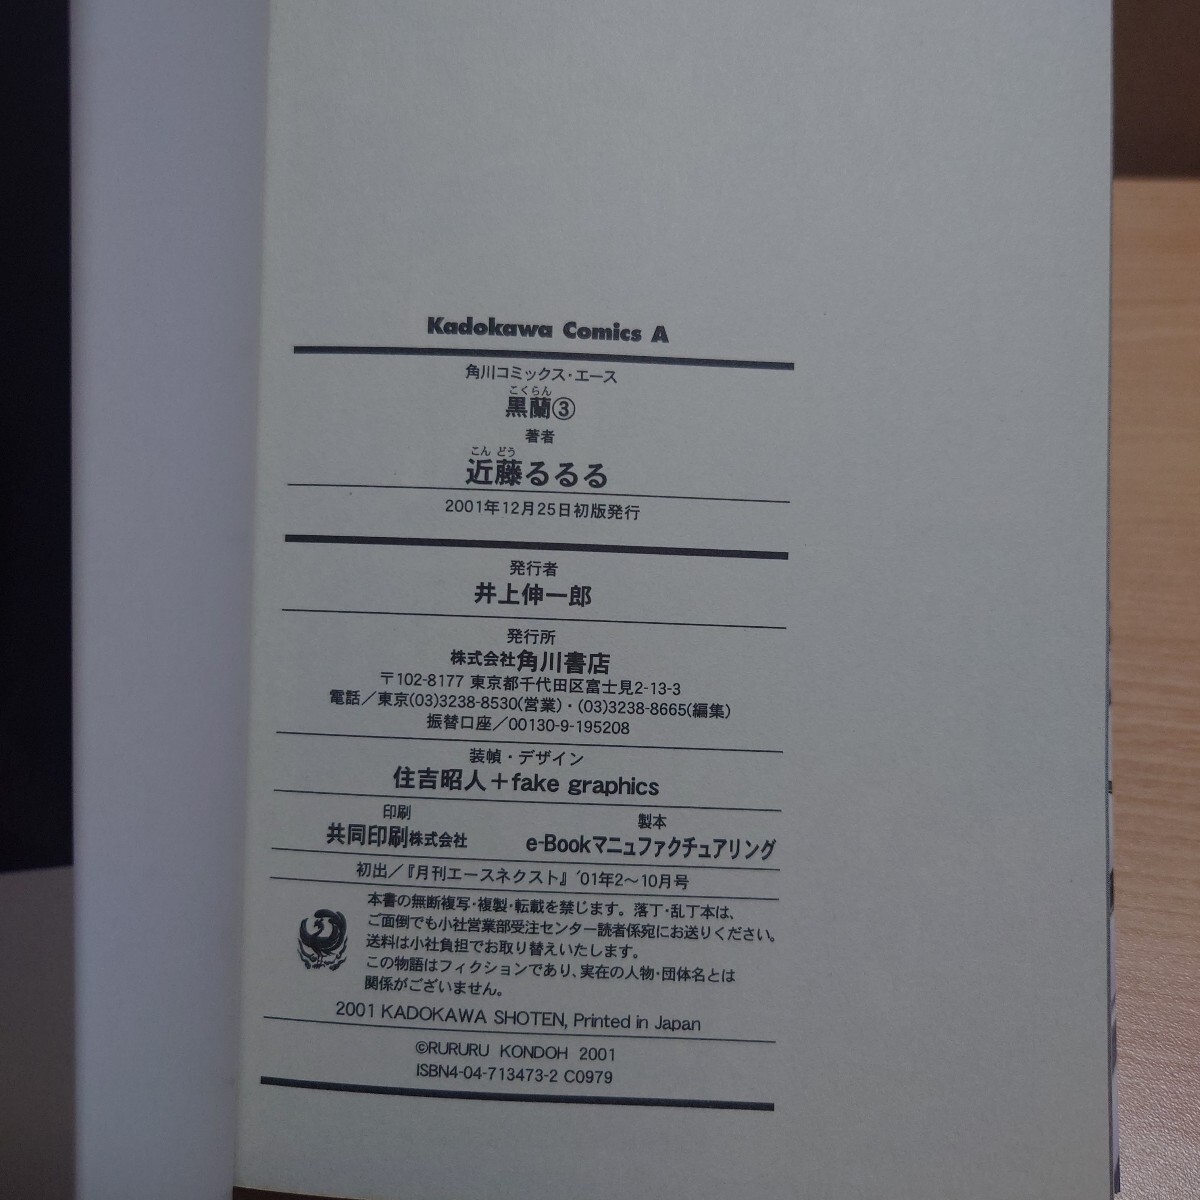 Kadokawa Comics A
角川コミックス・エース
こくらん
黒蘭③
著者
こん どう
近藤るるる
2001年12月25日初版発行
発行者
井上伸一郎
発行所
株式会社角川書店
〒102-8177 東京都千代田区富士見2-13-3
電話／東京(03)3238-8530(営業)・(03)3238-8665(編集)
振替口座／00130-9-195208
装幀・デザイン
住吉昭人＋fake graphics
印刷
共同印刷株式会社
製本
e-Bookマニュファクチュアリング
初出／『月刊エースネクスト』'01年2～10月号
本書の無断複写・複製・転載を禁じます。落丁・乱丁本は、
ご面倒でも小社営業部受注センター読者係宛にお送りください。
送料は小社負担でお取り替えいたします。
この物語はフィクションであり、実在の人物・団体名とは
関係がございません。
2001 KADOKAWA SHOTEN, Printed in Japan
©RURURU KONDOH 2001
ISBN4-04-713473-2 C0979